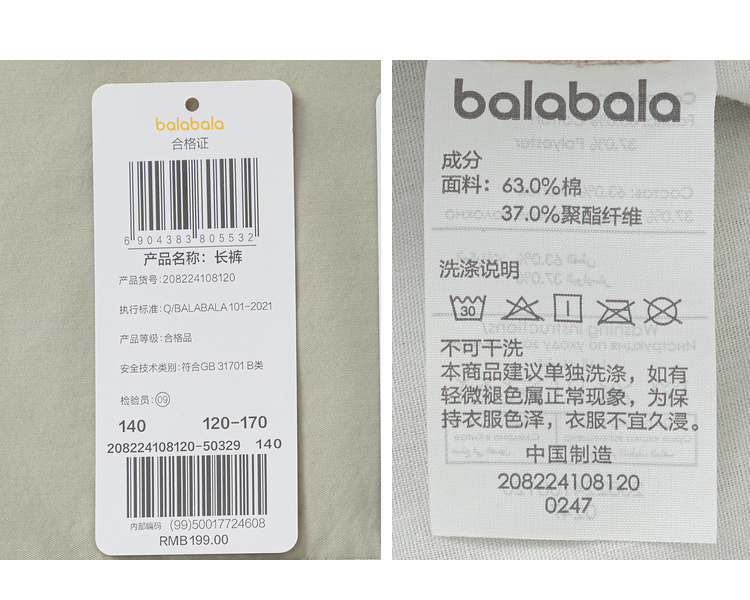 balabala
合格证
6 904383 805532
产品名称: 长裤
产品货号: 208224108120
执行标准: Q/BALABALA 101-2021
产品等级: 合格品
安全技术类别: 符合GB 31701 B类
检验员: 09
140 120-170
208224108120-50329 140
内部编码 (99)50017724608
RMB 199.00
balabala
成分
面料: 63.0%棉
37.0%聚酯纤维
洗涤说明
30
不可干洗
本商品建议单独洗涤，如有
轻微褪色属正常现象，为保
持衣服色泽，衣服不宜久浸。
中国制造
208224108120
0247